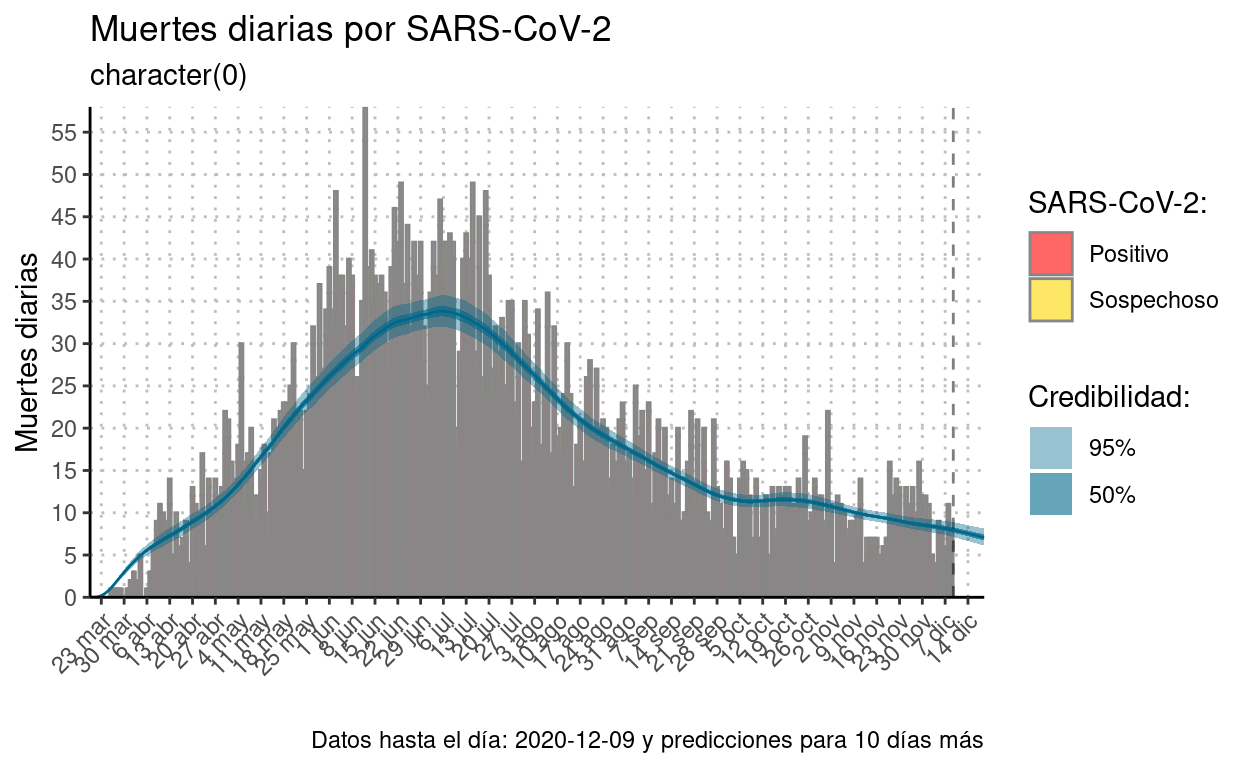 Muertes diarias por SARS-CoV-2
character(0)
Muertes diarias
55
50
45
40
35
30
25
20
15
10
5
0
23 mar
30 mar
6 abr
13 abr
20 abr
27 abr
4 may
11 may
18 may
25 may
1 jun
8 jun
15 jun
22 jun
29 jun
6 jul
13 jul
20 jul
27 jul
3 ago
10 ago
17 ago
24 ago
31 ago
7 sep
14 sep
21 sep
28 sep
5 oct
12 oct
19 oct
26 oct
2 nov
9 nov
16 nov
23 nov
30 nov
7 dic
14 dic
SARS-CoV-2:
Positivo
Sospechoso
Credibilidad:
95%
50%
Datos hasta el día: 2020-12-09 y predicciones para 10 días más